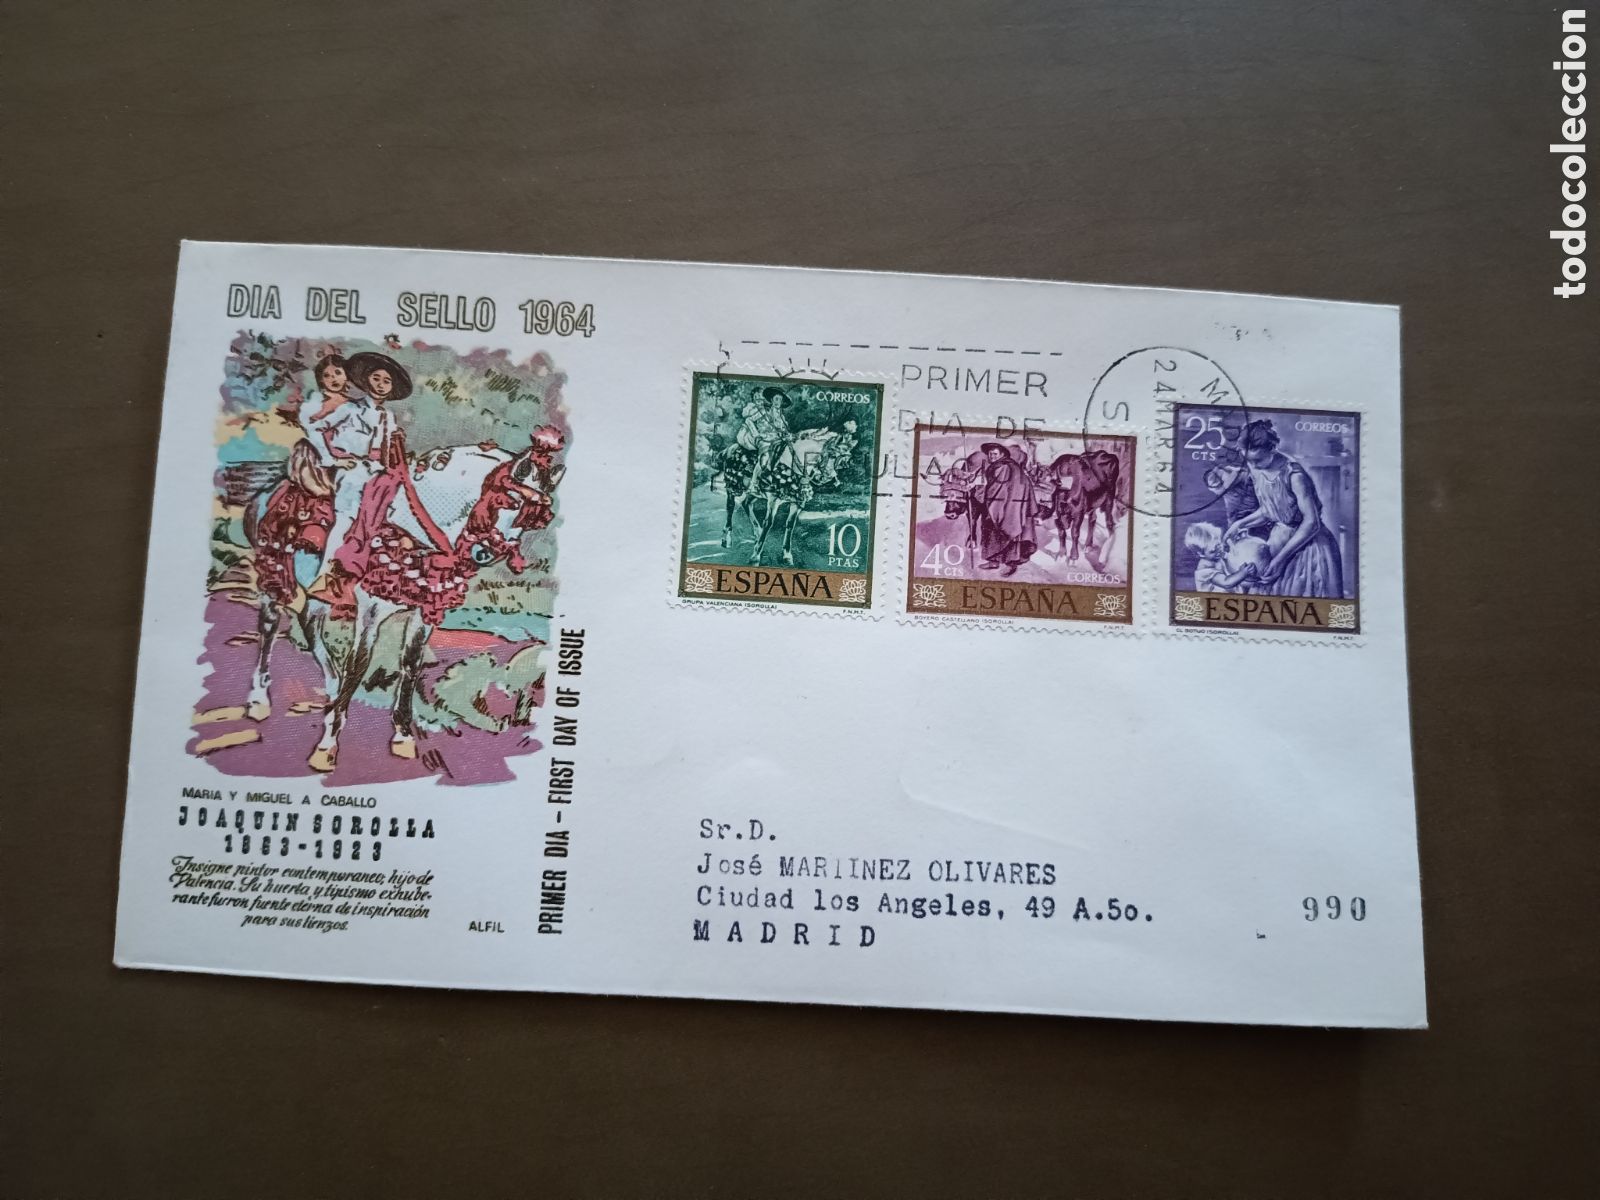 todocoleccion
DIA DEL SELLO 1964
MARIA Y MIGUEL A CABALLO
JOAQUIN SOROLLA
1863-1923
Insigne pintor contemporaneo, hijo de
Valencia. Su huerta y tipismo exhube-
rante fueron fuente eterna de inspiración
para sus lienzos.
ALFIL
PRIMER DIA - FIRST DAY OF ISSUE
PRIMER
DIA DE
24 MAR. 64
CORREOS
10
PTAS
ESPAÑA
GRUPA VALENCIANA (SOROLLA)
F.N.M.T.
40
CTS
CORREOS
ESPAÑA
BOYERO CASTELLANO (SOROLLA)
F.N.M.T.
25
CTS
CORREOS
ESPAÑA
EL BOTIJO (SOROLLA)
F.N.M.T.
Sr.D.
José MARTINEZ OLIVARES
Ciudad los Angeles, 49 A.5o.
MADRID
990